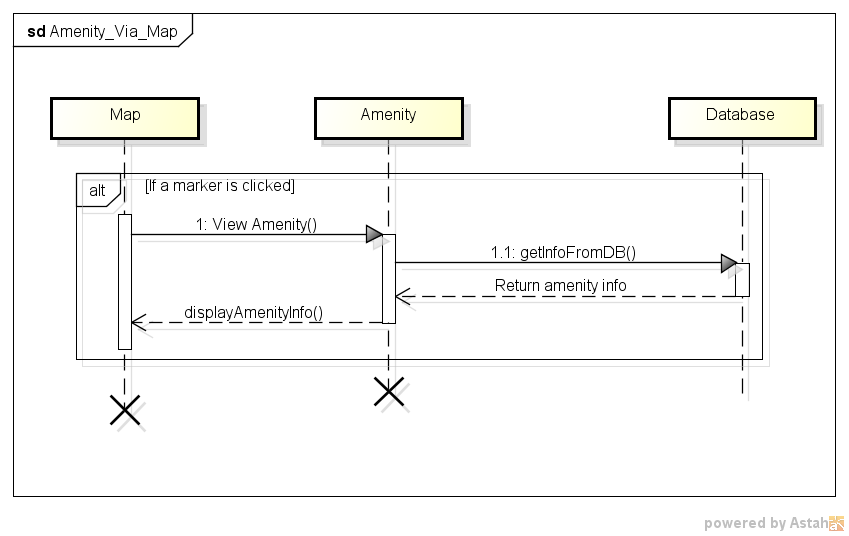 sd Amenity_Via_Map
Map
Amenity
Database
alt
[If a marker is clicked]
1: View Amenity()
1.1: getInfoFromDB()
Return amenity info
displayAmenityInfo()
powered by Astah